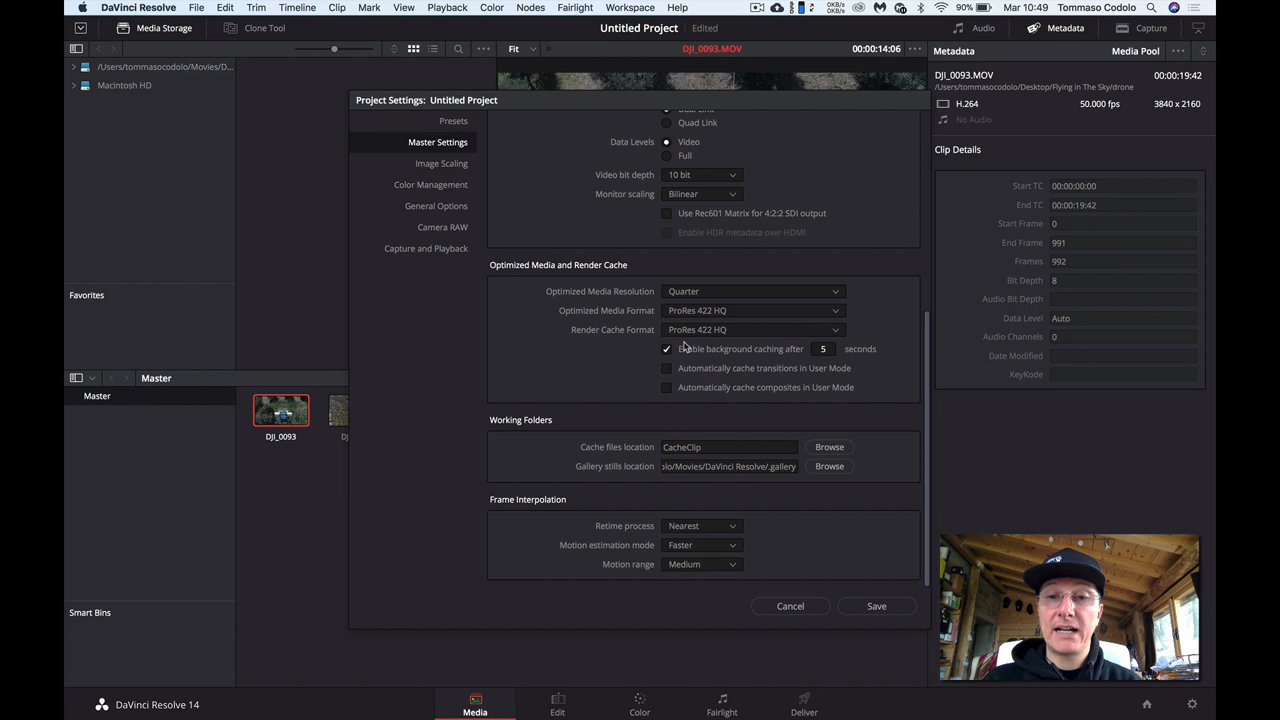 DaVinci Resolve File Edit Trim Timeline Clip Mark View Playback Color Nodes Fairlight Workspace Help 0KB/s 0KB/s 90% Mar 10:49 Tommaso Codolo
Media Storage Clone Tool Untitled Project Edited Audio Metadata Capture
Fit DJI_0093.MOV 00:00:14:06 Metadata Media Pool
/Users/tommasocodolo/Movies/D...
Macintosh HD
DJI_0093.MOV 00:00:19:42
/Users/tommasocodolo/Desktop/Flying In The Sky/drone
H.264 50.000 fps 3840 x 2160
No Audio
Clip Details
Start TC 00:00:00:00
End TC 00:00:19:42
Start Frame 0
End Frame 991
Frames 992
Bit Depth 8
Audio Bit Depth
Data Level Auto
Audio Channels 0
Date Modified
KeyKode
Project Settings: Untitled Project
Presets
Master Settings
Image Scaling
Color Management
General Options
Camera RAW
Capture and Playback
Quad Link
Data Levels Video
Full
Video bit depth 10 bit
Monitor scaling Bilinear
Use Rec601 Matrix for 4:2:2 SDI output
Enable HDR metadata over HDMI
Optimized Media and Render Cache
Optimized Media Resolution Quarter
Optimized Media Format ProRes 422 HQ
Render Cache Format ProRes 422 HQ
Enable background caching after 5 seconds
Automatically cache transitions in User Mode
Automatically cache composites in User Mode
Working Folders
Cache files location CacheClip Browse
Gallery stills location olo/Movies/DaVinci Resolve/.gallery Browse
Frame Interpolation
Retime process Nearest
Motion estimation mode Faster
Motion range Medium
Cancel Save
Favorites
Master
Master
DJI_0093
DJ
Smart Bins
DaVinci Resolve 14 Media Edit Color Fairlight Deliver